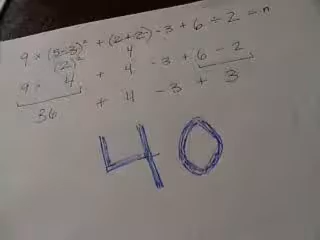 9 × (5-3)² + (2+2) - 3 + 6 ÷ 2 = n
(2)² 4
9 · 4 + 4 - 3 + 6 - 2
36 + 4 - 3 + 3
40